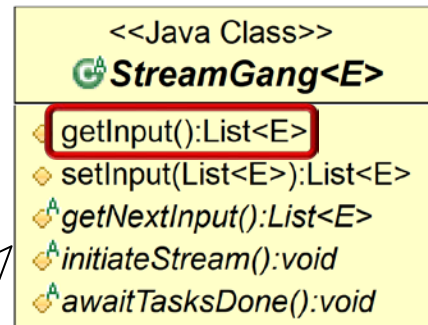 <<Java Class>>
StreamGang<E>
getInput():List<E>
setInput(List<E>):List<E>
getNextInput():List<E>
initiateStream():void
awaitTasksDone():void